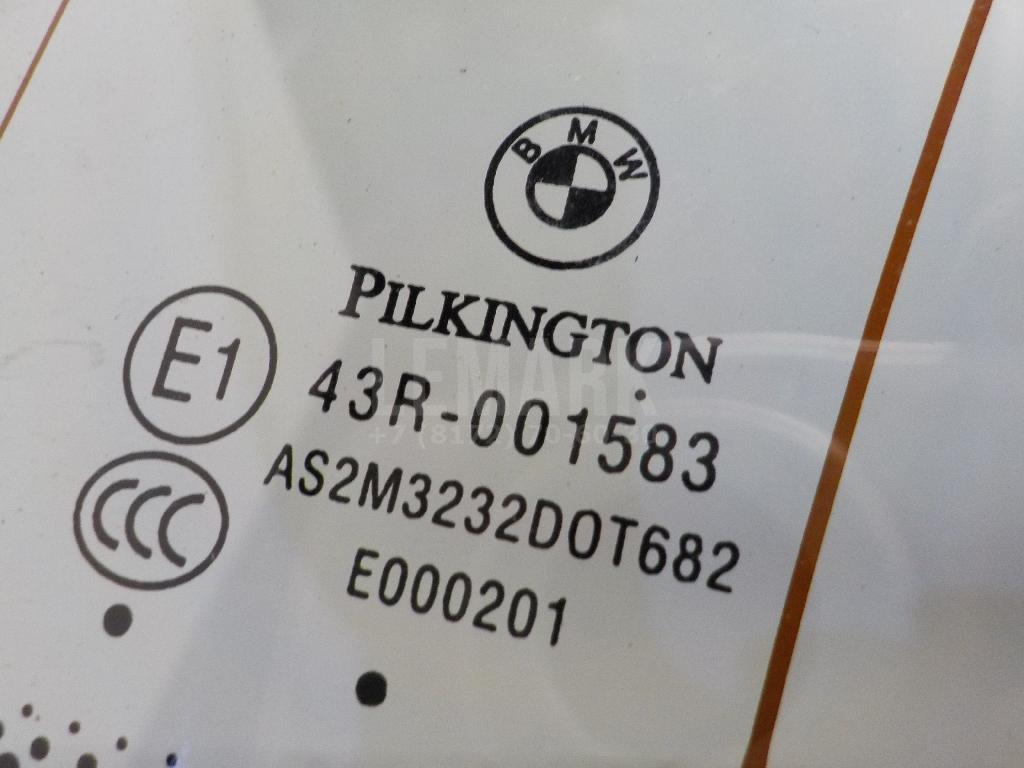 BMW
PILKINGTON
E1
43R-001583
CCC
AS2M3232DOT682
E000201
LEMARK